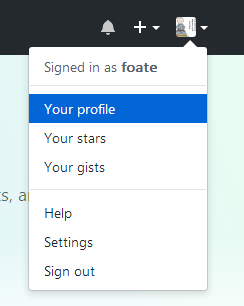 Signed in as foate
Your profile
Your stars
Your gists
Help
Settings
Sign out